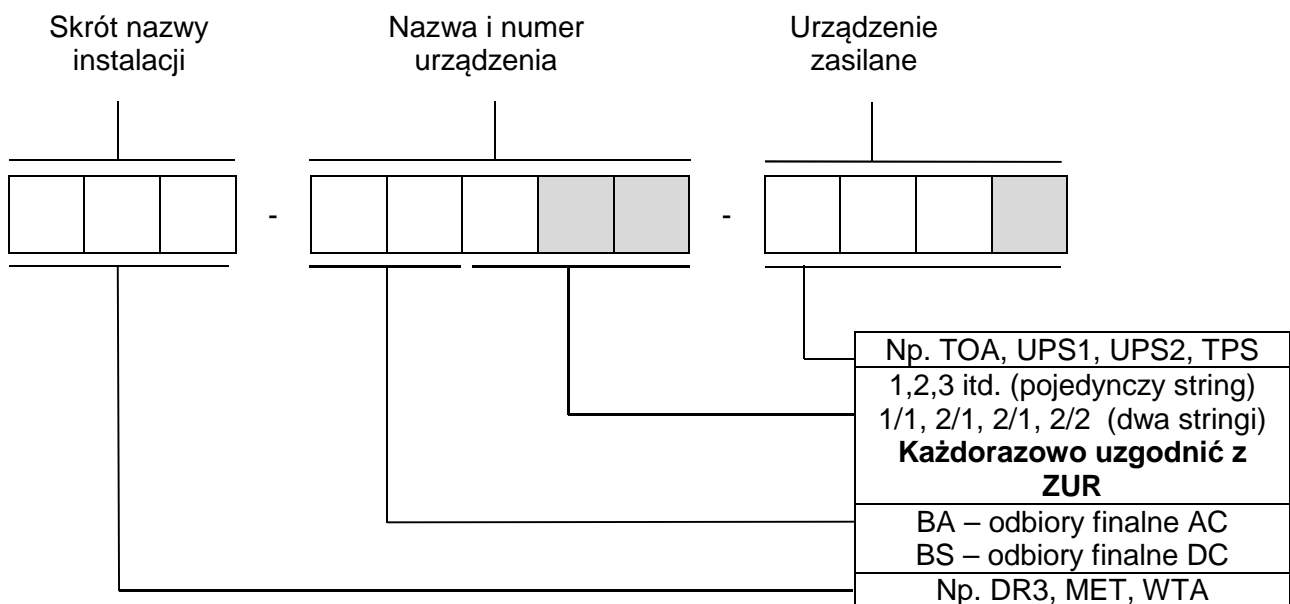 Skrót nazwy
instalacji
Nazwa i numer
urządzenia
Urządzenie
zasilane
-
-
Np. TOA, UPS1, UPS2, TPS
1,2,3 itd. (pojedynczy string)
1/1, 2/1, 2/1, 2/2 (dwa stringi)
Każdorazowo uzgodnić z
ZUR
BA – odbiory finalne AC
BS – odbiory finalne DC
Np. DR3, MET, WTA